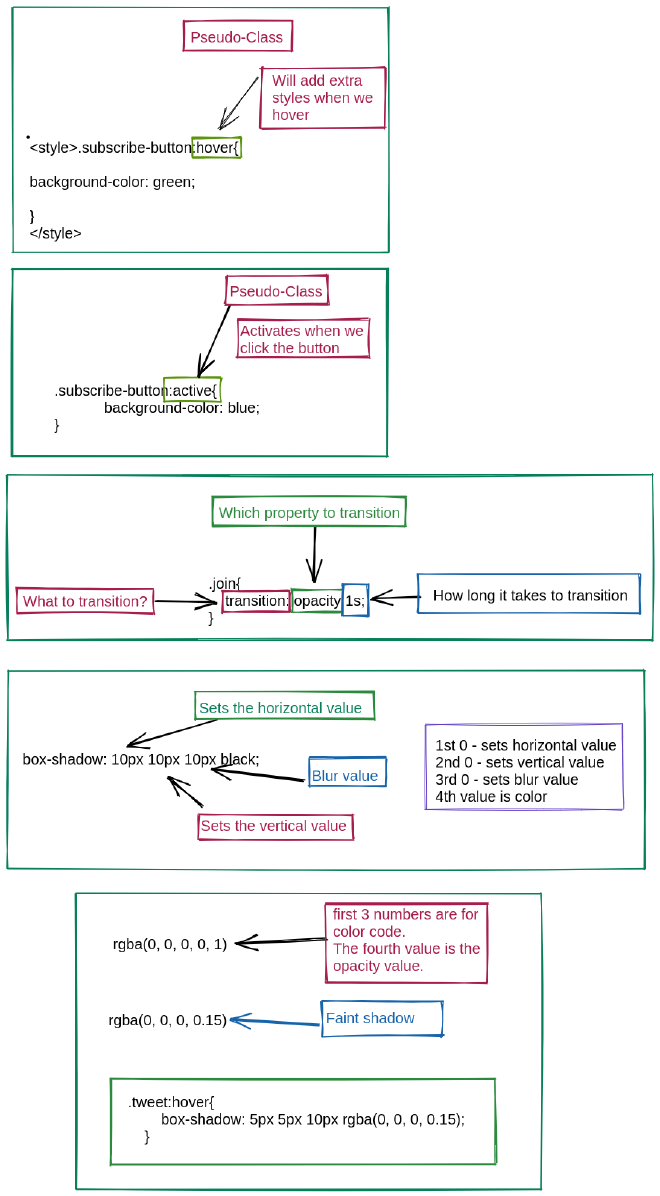 Pseudo-Class
Will add extra
styles when we
hover
<style>.subscribe-button:hover{
background-color: green;
}
</style>
Pseudo-Class
Activates when we
click the button
.subscribe-button:active{
background-color: blue;
}
Which property to transition
.join{
What to transition?
transition: opacity 1s;
How long it takes to transition
}
Sets the horizontal value
box-shadow: 10px 10px 10px black;
Blur value
Sets the vertical value
1st 0 - sets horizontal value
2nd 0 - sets vertical value
3rd 0 - sets blur value
4th value is color
first 3 numbers are for
color code.
The fourth value is the
opacity value.
rgba(0, 0, 0, 0, 1)
rgba(0, 0, 0, 0.15)
Faint shadow
.tweet:hover{
box-shadow: 5px 5px 10px rgba(0, 0, 0, 0.15);
}